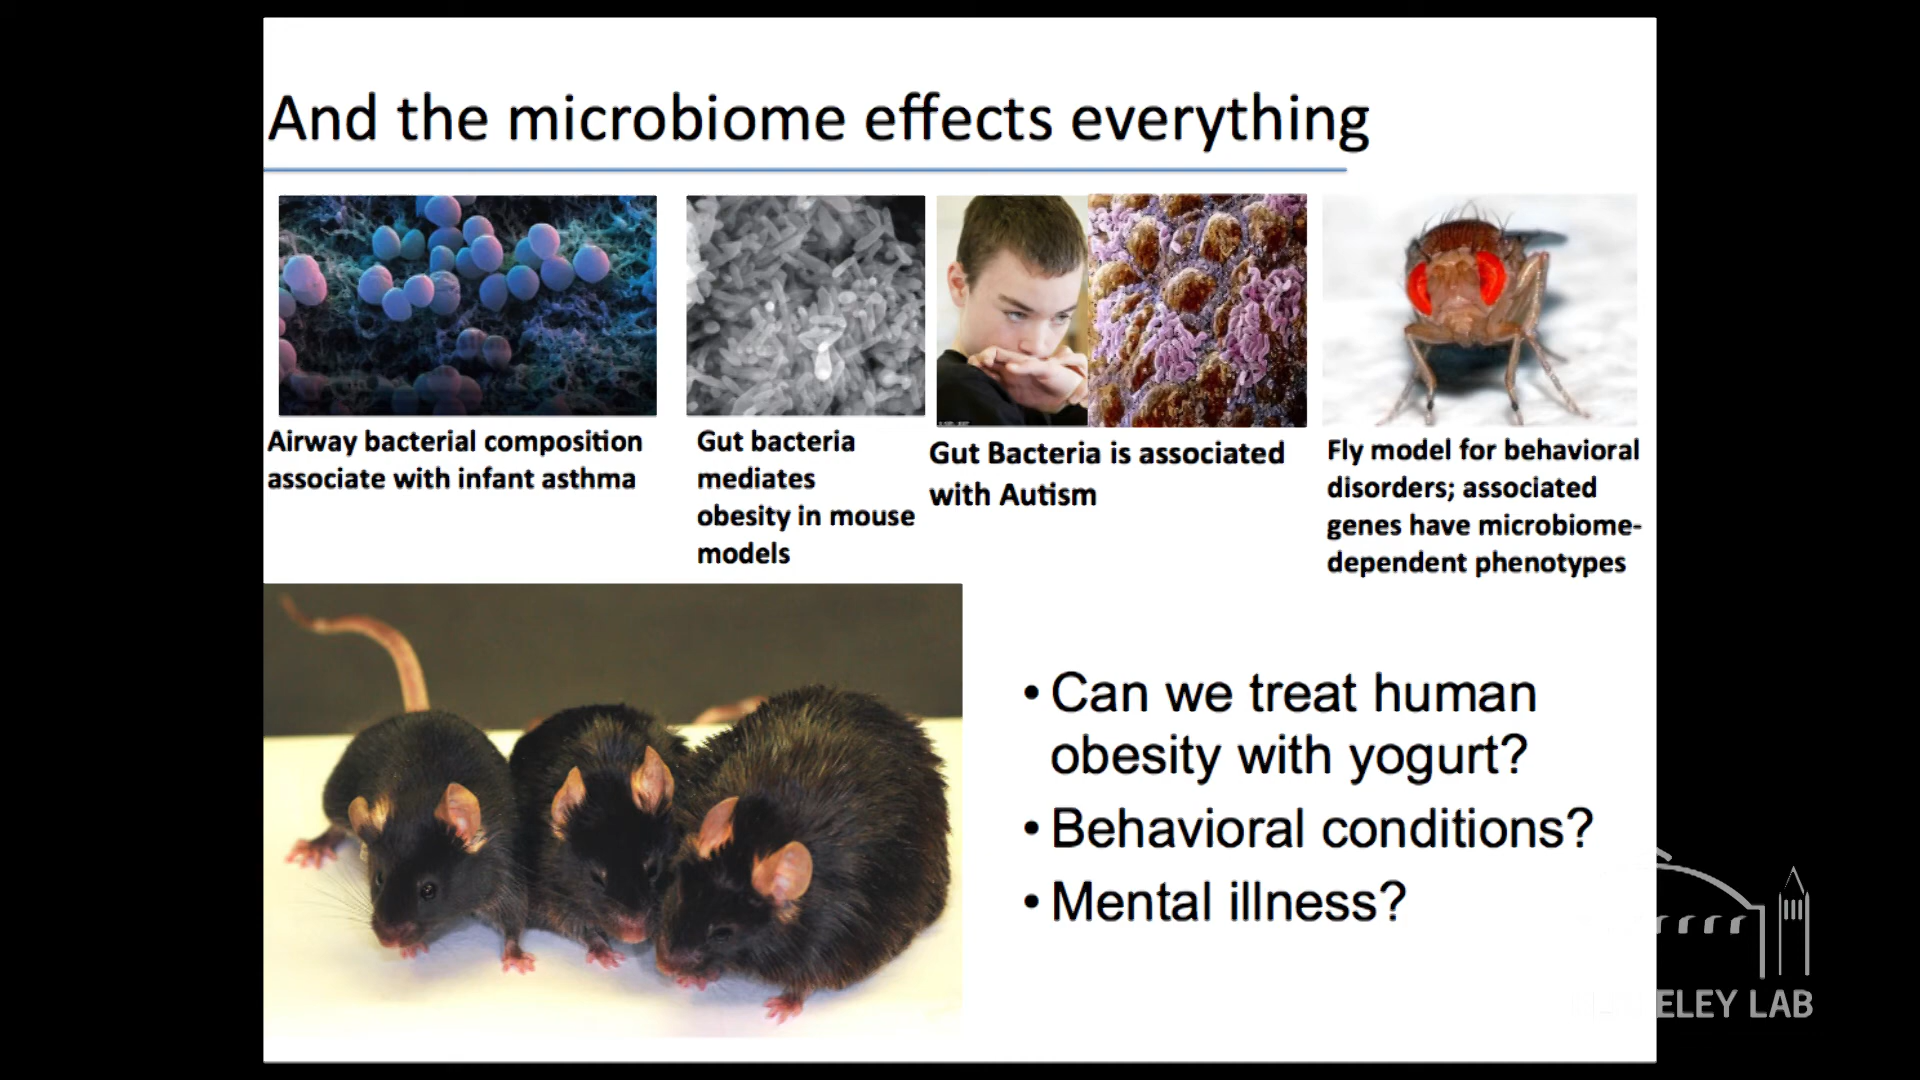 And the microbiome effects everything
Airway bacterial composition
associate with infant asthma
Gut bacteria
mediates
obesity in mouse
models
Gut Bacteria is associated
with Autism
Fly model for behavioral
disorders; associated
genes have microbiome-
dependent phenotypes
• Can we treat human
obesity with yogurt?
• Behavioral conditions?
• Mental illness?
ELEY LAB